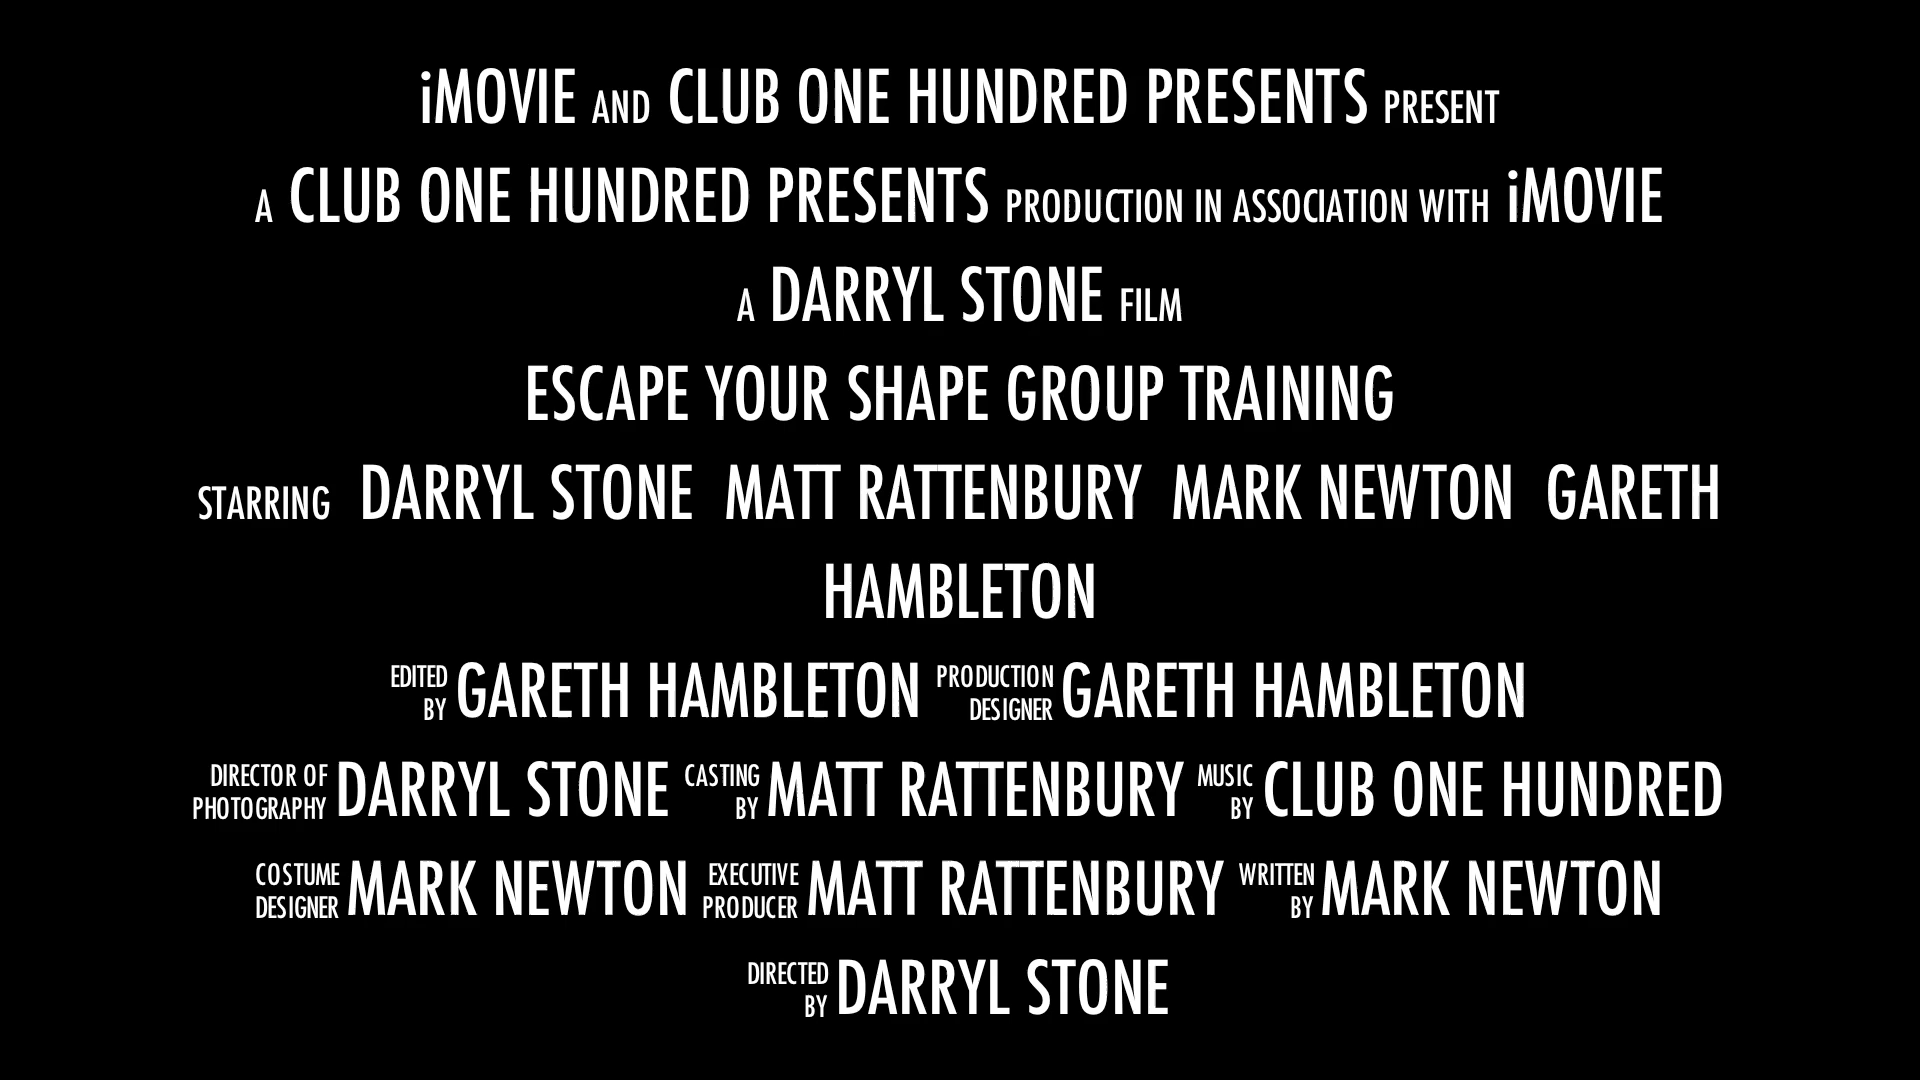 iMOVIE AND CLUB ONE HUNDRED PRESENTS PRESENT
A CLUB ONE HUNDRED PRESENTS PRODUCTION IN ASSOCIATION WITH iMOVIE
A DARRYL STONE FILM
ESCAPE YOUR SHAPE GROUP TRAINING
STARRING DARRYL STONE MATT RATTENBURY MARK NEWTON GARETH
HAMBLETON
EDITED BY GARETH HAMBLETON PRODUCTION DESIGNER GARETH HAMBLETON
DIRECTOR OF PHOTOGRAPHY DARRYL STONE CASTING BY MATT RATTENBURY MUSIC BY CLUB ONE HUNDRED
COSTUME DESIGNER MARK NEWTON EXECUTIVE PRODUCER MATT RATTENBURY WRITTEN BY MARK NEWTON
DIRECTED BY DARRYL STONE